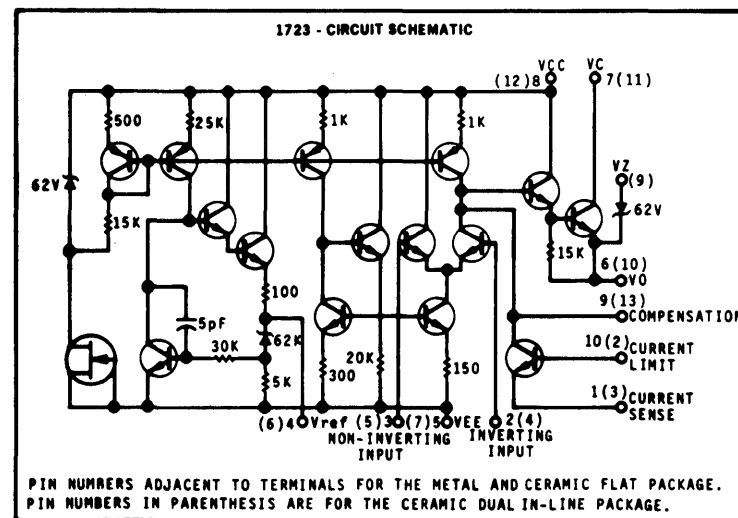 1723 - CIRCUIT SCHEMATIC
VCC VC
(12)8 7(11)
500 25K 1K 1K
VZ
(9)
62V 62V
15K 15K
6(10)
VO
100
9(13)
COMPENSATION
5pF 62K
10(2) CURRENT
LIMIT
30K 20K
5K 300 150
1(3) CURRENT
SENSE
(6)4 Vref (5)3 (7)5 VEE 2(4)
NON-INVERTING INVERTING
INPUT INPUT
PIN NUMBERS ADJACENT TO TERMINALS FOR THE METAL AND CERAMIC FLAT PACKAGE.
PIN NUMBERS IN PARENTHESIS ARE FOR THE CERAMIC DUAL IN-LINE PACKAGE.